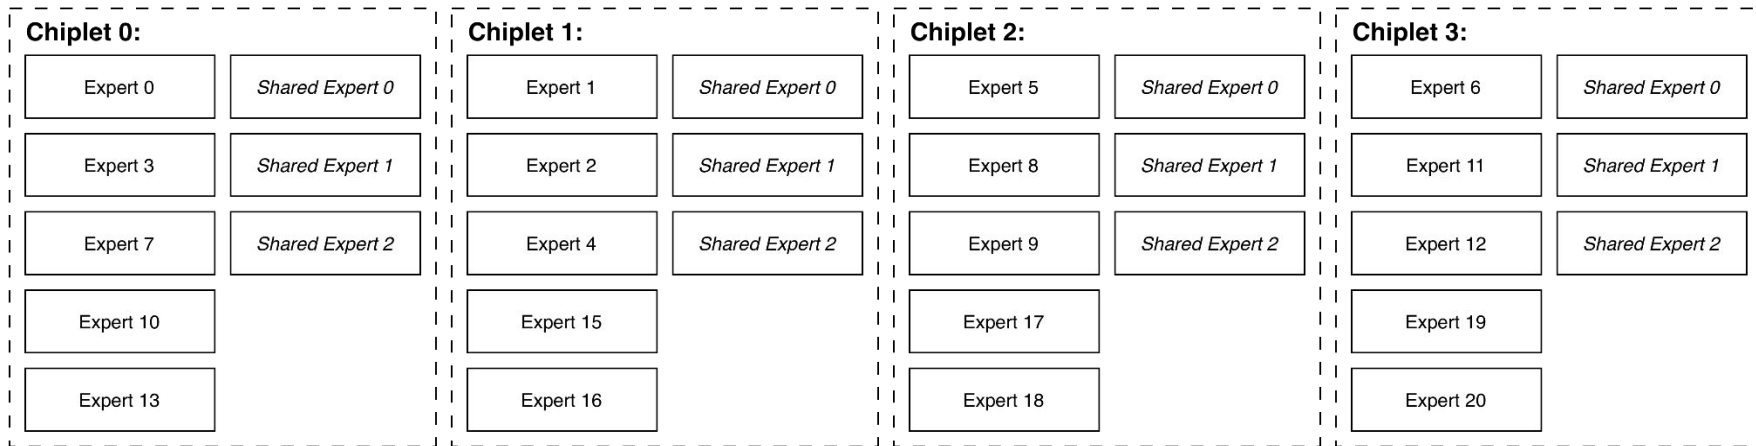 Chiplet 0:
Expert 0
Shared Expert 0
Expert 3
Shared Expert 1
Expert 7
Shared Expert 2
Expert 10
Expert 13
Chiplet 1:
Expert 1
Shared Expert 0
Expert 2
Shared Expert 1
Expert 4
Shared Expert 2
Expert 15
Expert 16
Chiplet 2:
Expert 5
Shared Expert 0
Expert 8
Shared Expert 1
Expert 9
Shared Expert 2
Expert 17
Expert 18
Chiplet 3:
Expert 6
Shared Expert 0
Expert 11
Shared Expert 1
Expert 12
Shared Expert 2
Expert 19
Expert 20